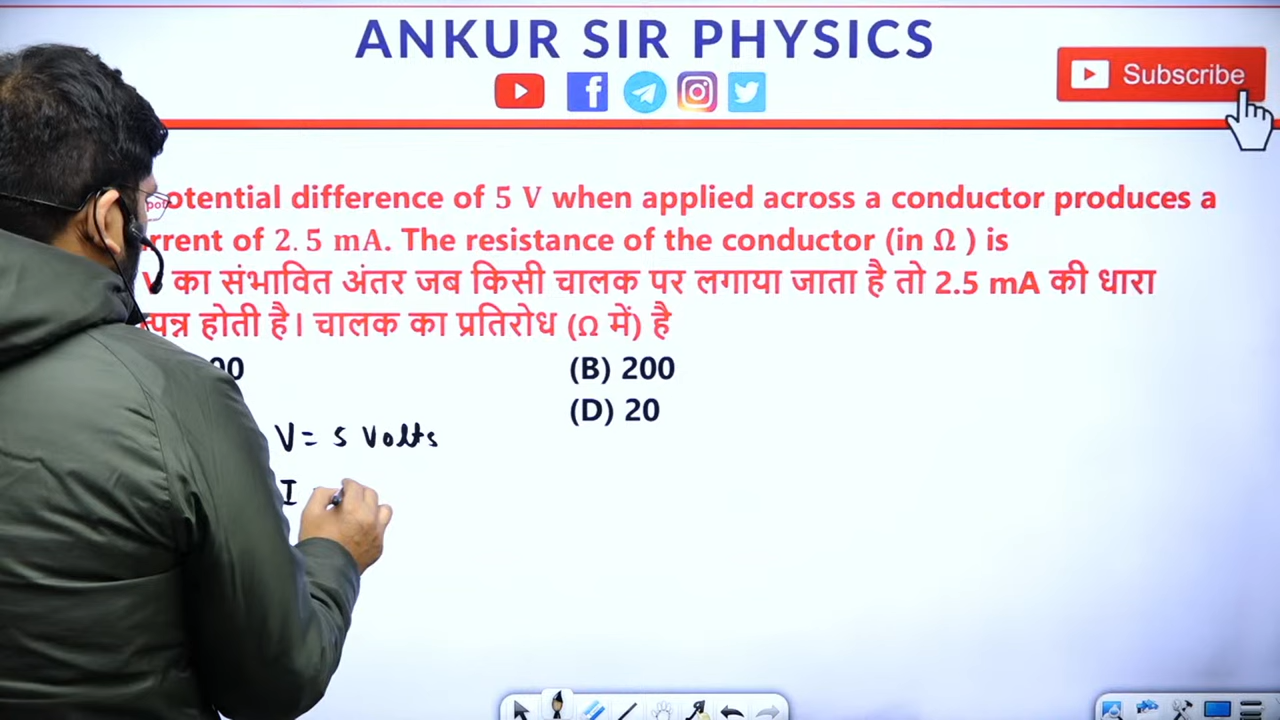 ANKUR SIR PHYSICS
Subscribe
potential difference of 5 V when applied across a conductor produces a
rrent of 2. 5 mA. The resistance of the conductor (in Ω ) is
V का संभावित अंतर जब किसी चालक पर लगाया जाता है तो 2.5 mA की धारा
त्पन्न होती है। चालक का प्रतिरोध (Ω में) है
00 (B) 200
(D) 20
V= 5 Volts
I